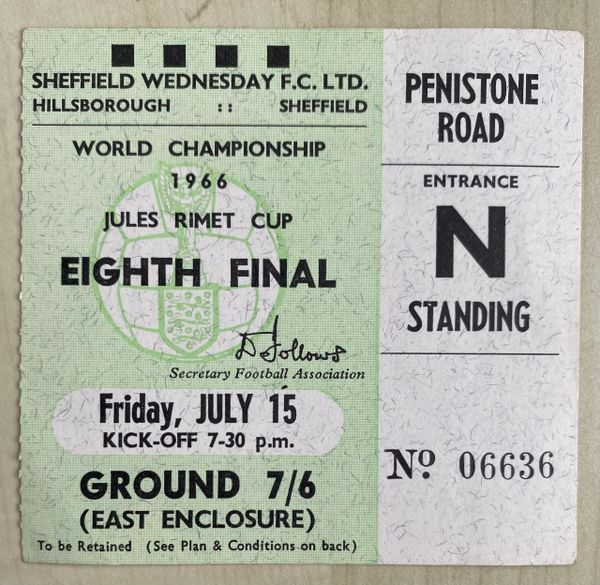 SHEFFIELD WEDNESDAY F.C. LTD.
HILLSBOROUGH :: SHEFFIELD
WORLD CHAMPIONSHIP
1966
JULES RIMET CUP
EIGHTH FINAL
D Follows
Secretary Football Association
Friday, JULY 15
KICK-OFF 7-30 p.m.
GROUND 7/6
(EAST ENCLOSURE)
To be Retained (See Plan & Conditions on back)
PENISTONE
ROAD
ENTRANCE
N
STANDING
Nº 06636